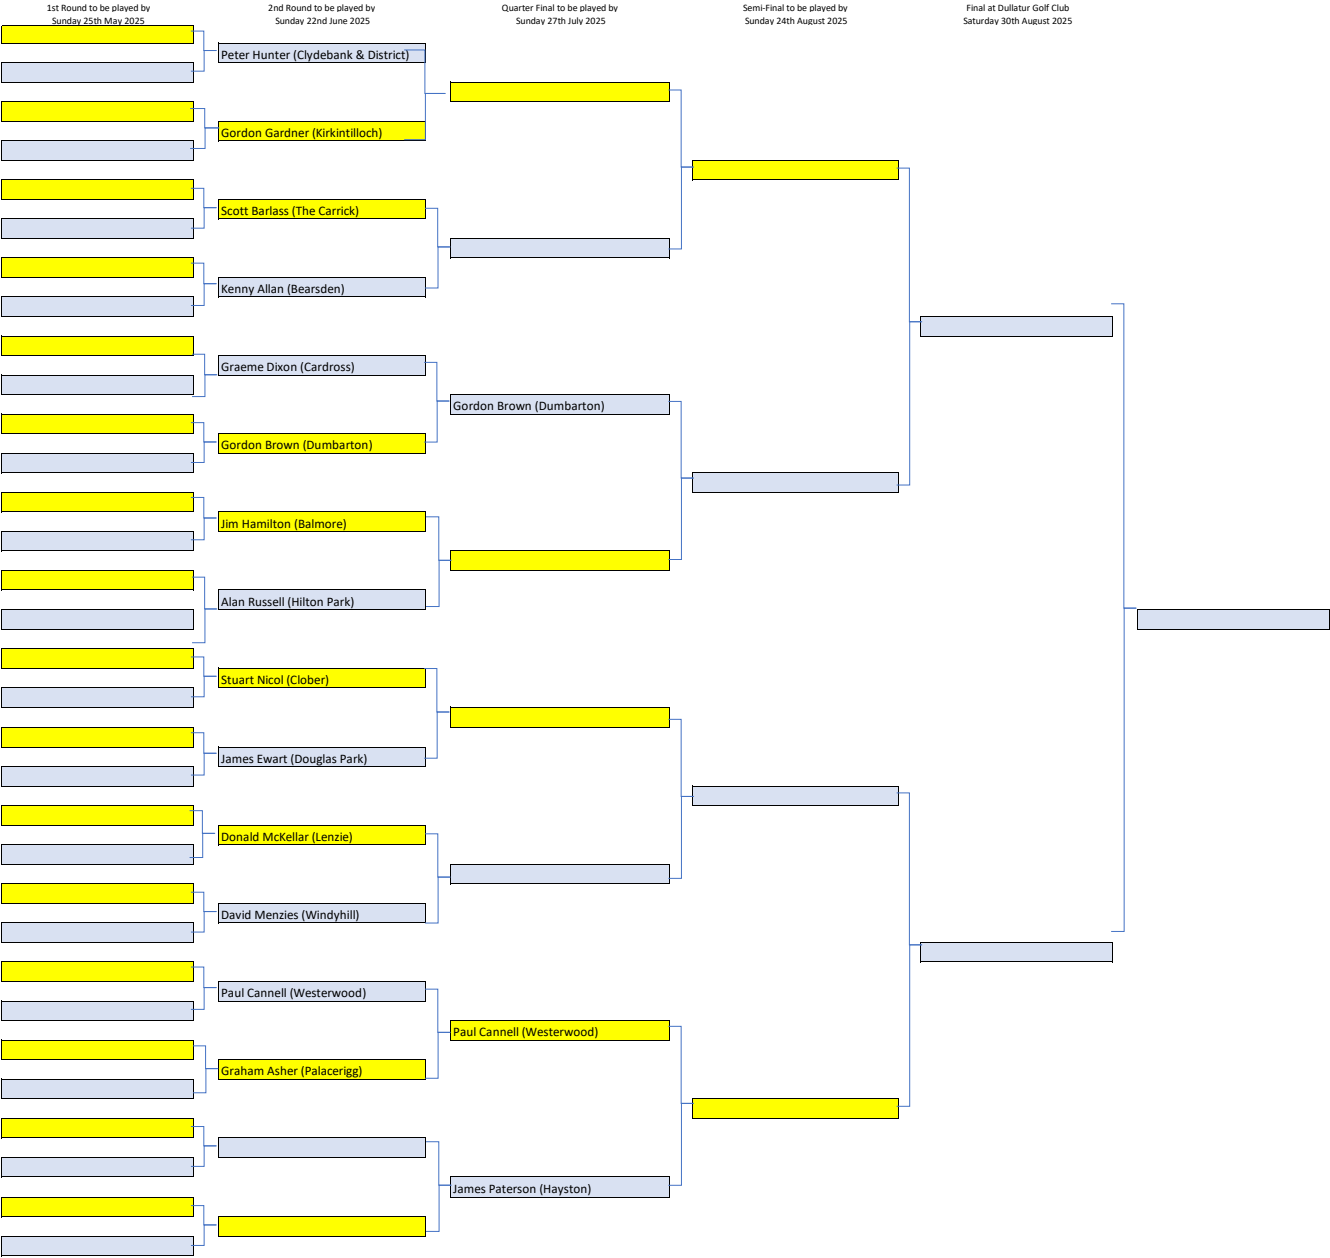 1st Round to be played by
Sunday 25th May 2025
2nd Round to be played by
Sunday 22nd June 2025
Quarter Final to be played by
Sunday 27th July 2025
Semi-Final to be played by
Sunday 24th August 2025
Final at Dullatur Golf Club
Saturday 30th August 2025
Peter Hunter (Clydebank & District)
Gordon Gardner (Kirkintilloch)
Scott Barlass (The Carrick)
Kenny Allan (Bearsden)
Graeme Dixon (Cardross)
Gordon Brown (Dumbarton)
Gordon Brown (Dumbarton)
Jim Hamilton (Balmore)
Alan Russell (Hilton Park)
Stuart Nicol (Clober)
James Ewart (Douglas Park)
Donald McKellar (Lenzie)
David Menzies (Windyhill)
Paul Cannell (Westerwood)
Paul Cannell (Westerwood)
Graham Asher (Palacerigg)
James Paterson (Hayston)